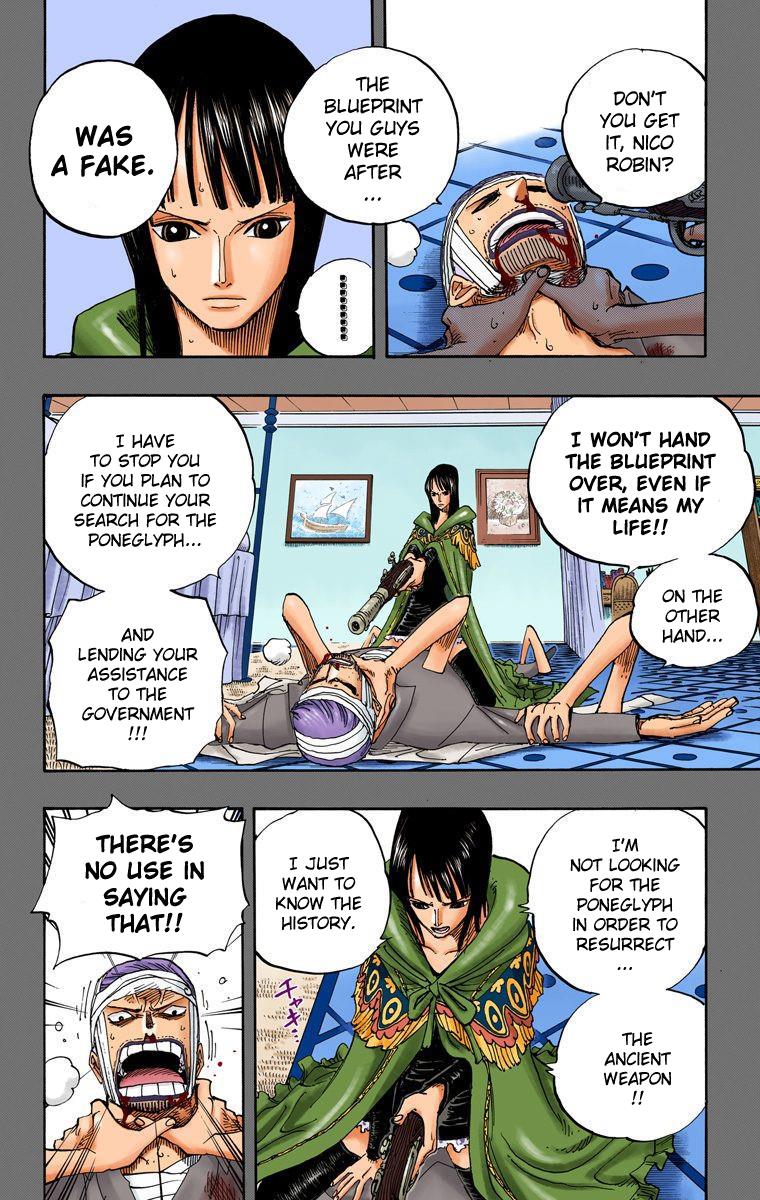 DON'T
YOU GET
IT, NICO
ROBIN?
THE
BLUEPRINT
YOU GUYS
WERE
AFTER
...
WAS
A FAKE.
I WON'T HAND
THE BLUEPRINT
OVER, EVEN IF
IT MEANS MY
LIFE!!
ON THE
OTHER
HAND...
I HAVE
TO STOP YOU
IF YOU PLAN TO
CONTINUE YOUR
SEARCH FOR THE
PONEGLYPH...
AND
LENDING YOUR
ASSISTANCE
TO THE
GOVERNMENT
!!!
I'M
NOT LOOKING
FOR THE
PONEGLYPH
IN ORDER TO
RESURRECT
...
THE
ANCIENT
WEAPON
!!
I JUST
WANT TO
KNOW THE
HISTORY.
チャキ
THERE'S
NO USE IN
SAYING
THAT!!